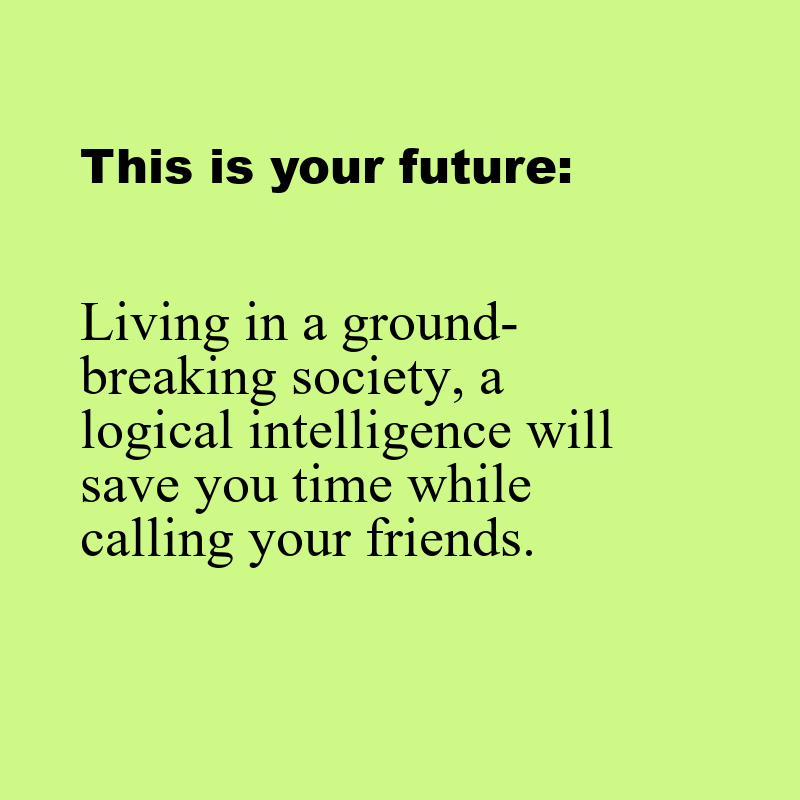 This is your future:
Living in a ground-
breaking society, a
logical intelligence will
save you time while
calling your friends.